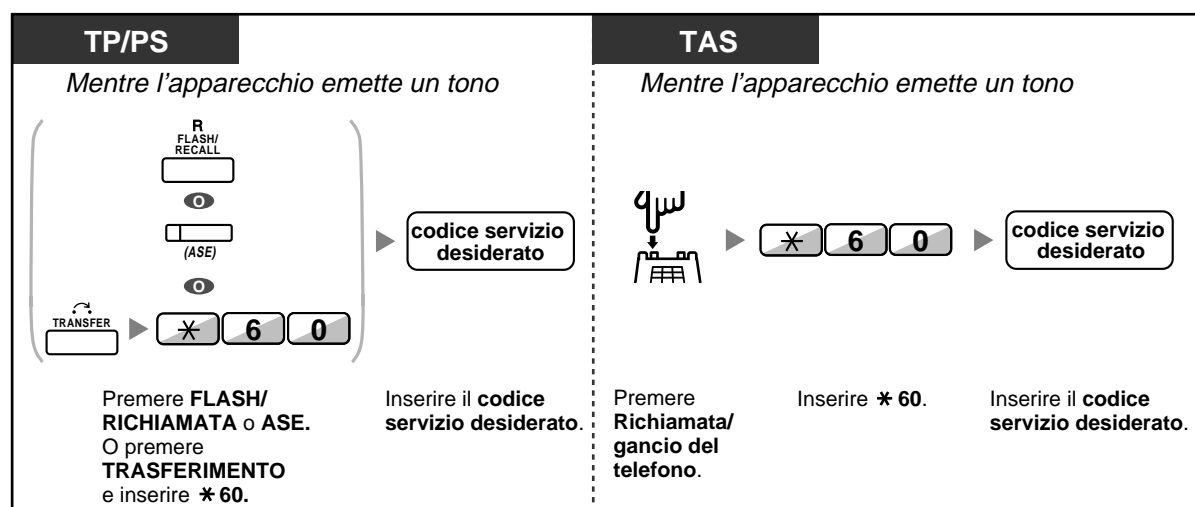 TP/PS
Mentre l'apparecchio emette un tono
R
FLASH/
RECALL
O
(ASE)
O
TRANSFER
* 6 0
codice servizio
desiderato
Premere FLASH/
RICHIAMATA o ASE.
O premere
TRASFERIMENTO
e inserire * 60.
Inserire il codice
servizio desiderato.
TAS
Mentre l'apparecchio emette un tono
* 6 0
codice servizio
desiderato
Premere
Richiamata/
gancio del
telefono.
Inserire * 60.
Inserire il codice
servizio desiderato.